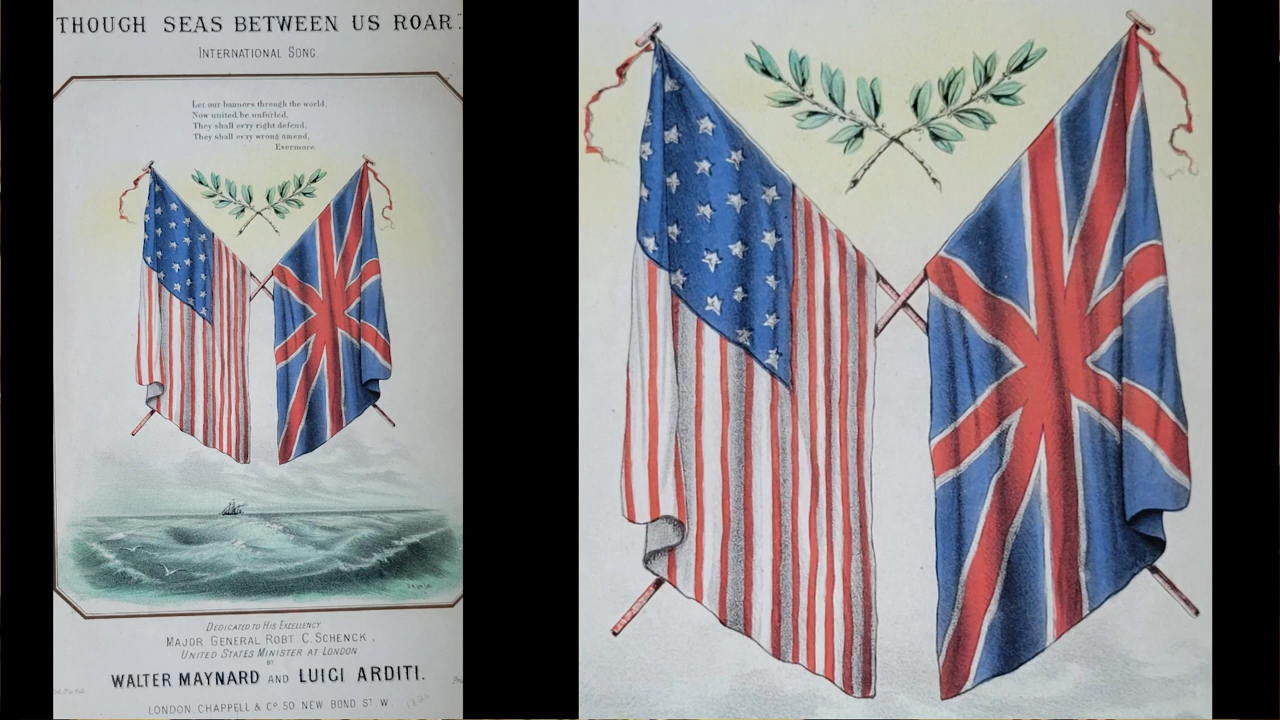 THOUGH SEAS BETWEEN US ROAR.
INTERNATIONAL SONG
Let our banners through the world,
Now united, be unfurled,
They shall ev'ry right defend,
They shall ev'ry wrong amend,
Evermore.
DEDICATED TO HIS EXCELLENCY
MAJOR GENERAL ROBT C. SCHENCK,
UNITED STATES MINISTER AT LONDON
BY
WALTER MAYNARD AND LUIGI ARDITI.
LONDON, CHAPPELL & Co. 50 NEW BOND ST. W.